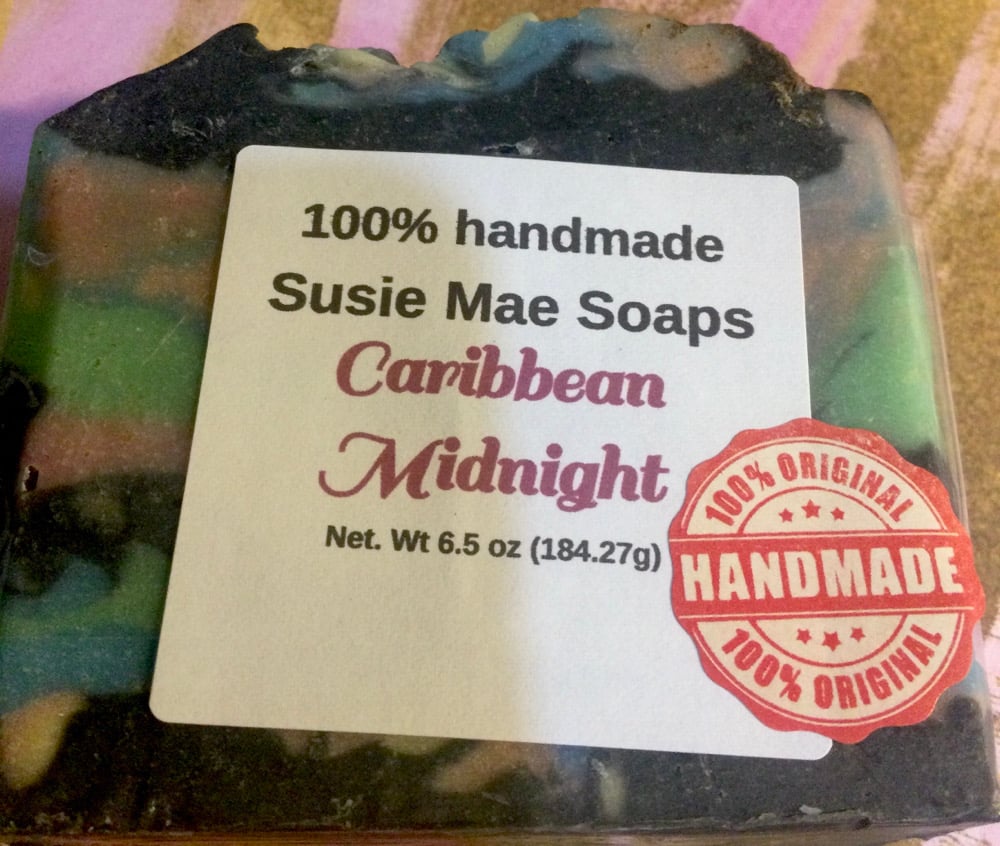 100% handmade
Susie Mae Soaps
Caribbean
Midnight
Net. Wt 6.5 oz (184.27g)
100% ORIGINAL
HANDMADE
100% ORIGINAL